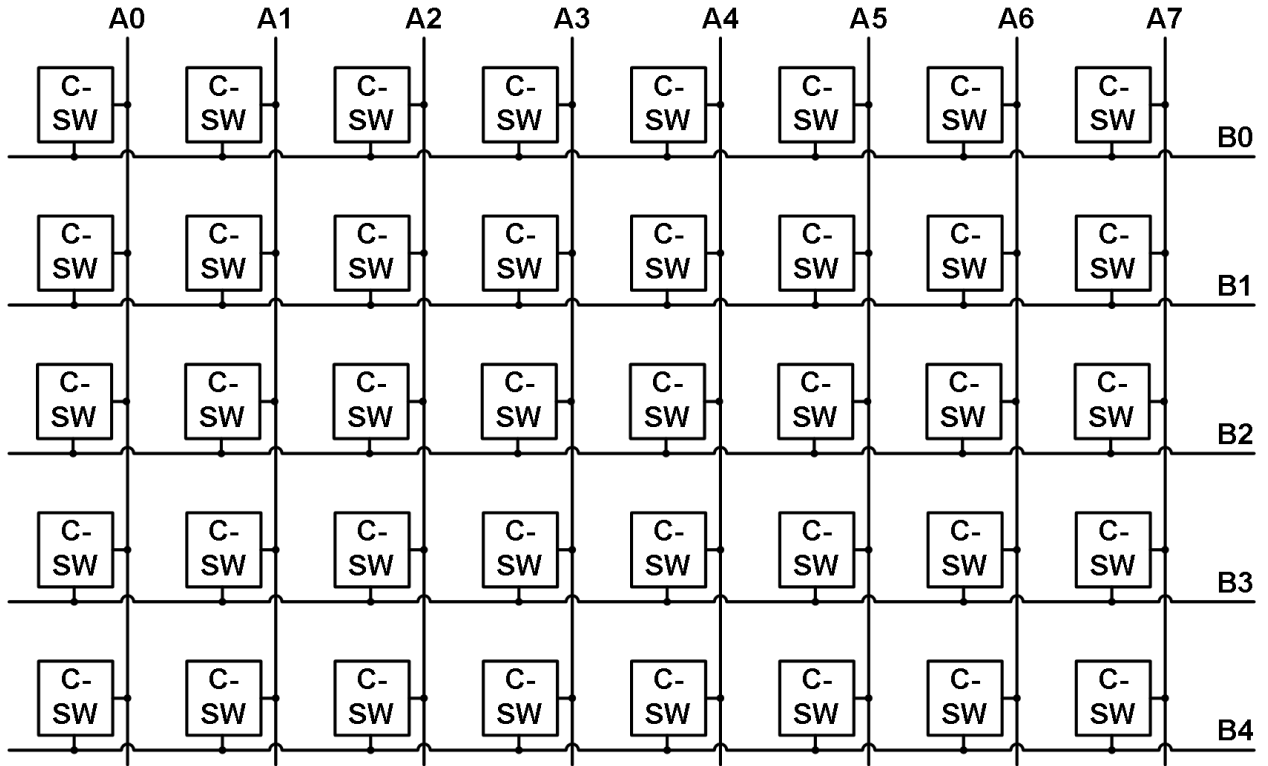 A0 A1 A2 A3 A4 A5 A6 A7
C- C- C- C- C- C- C- C-
SW SW SW SW SW SW SW SW
B0
C- C- C- C- C- C- C- C-
SW SW SW SW SW SW SW SW
B1
C- C- C- C- C- C- C- C-
SW SW SW SW SW SW SW SW
B2
C- C- C- C- C- C- C- C-
SW SW SW SW SW SW SW SW
B3
C- C- C- C- C- C- C- C-
SW SW SW SW SW SW SW SW
B4